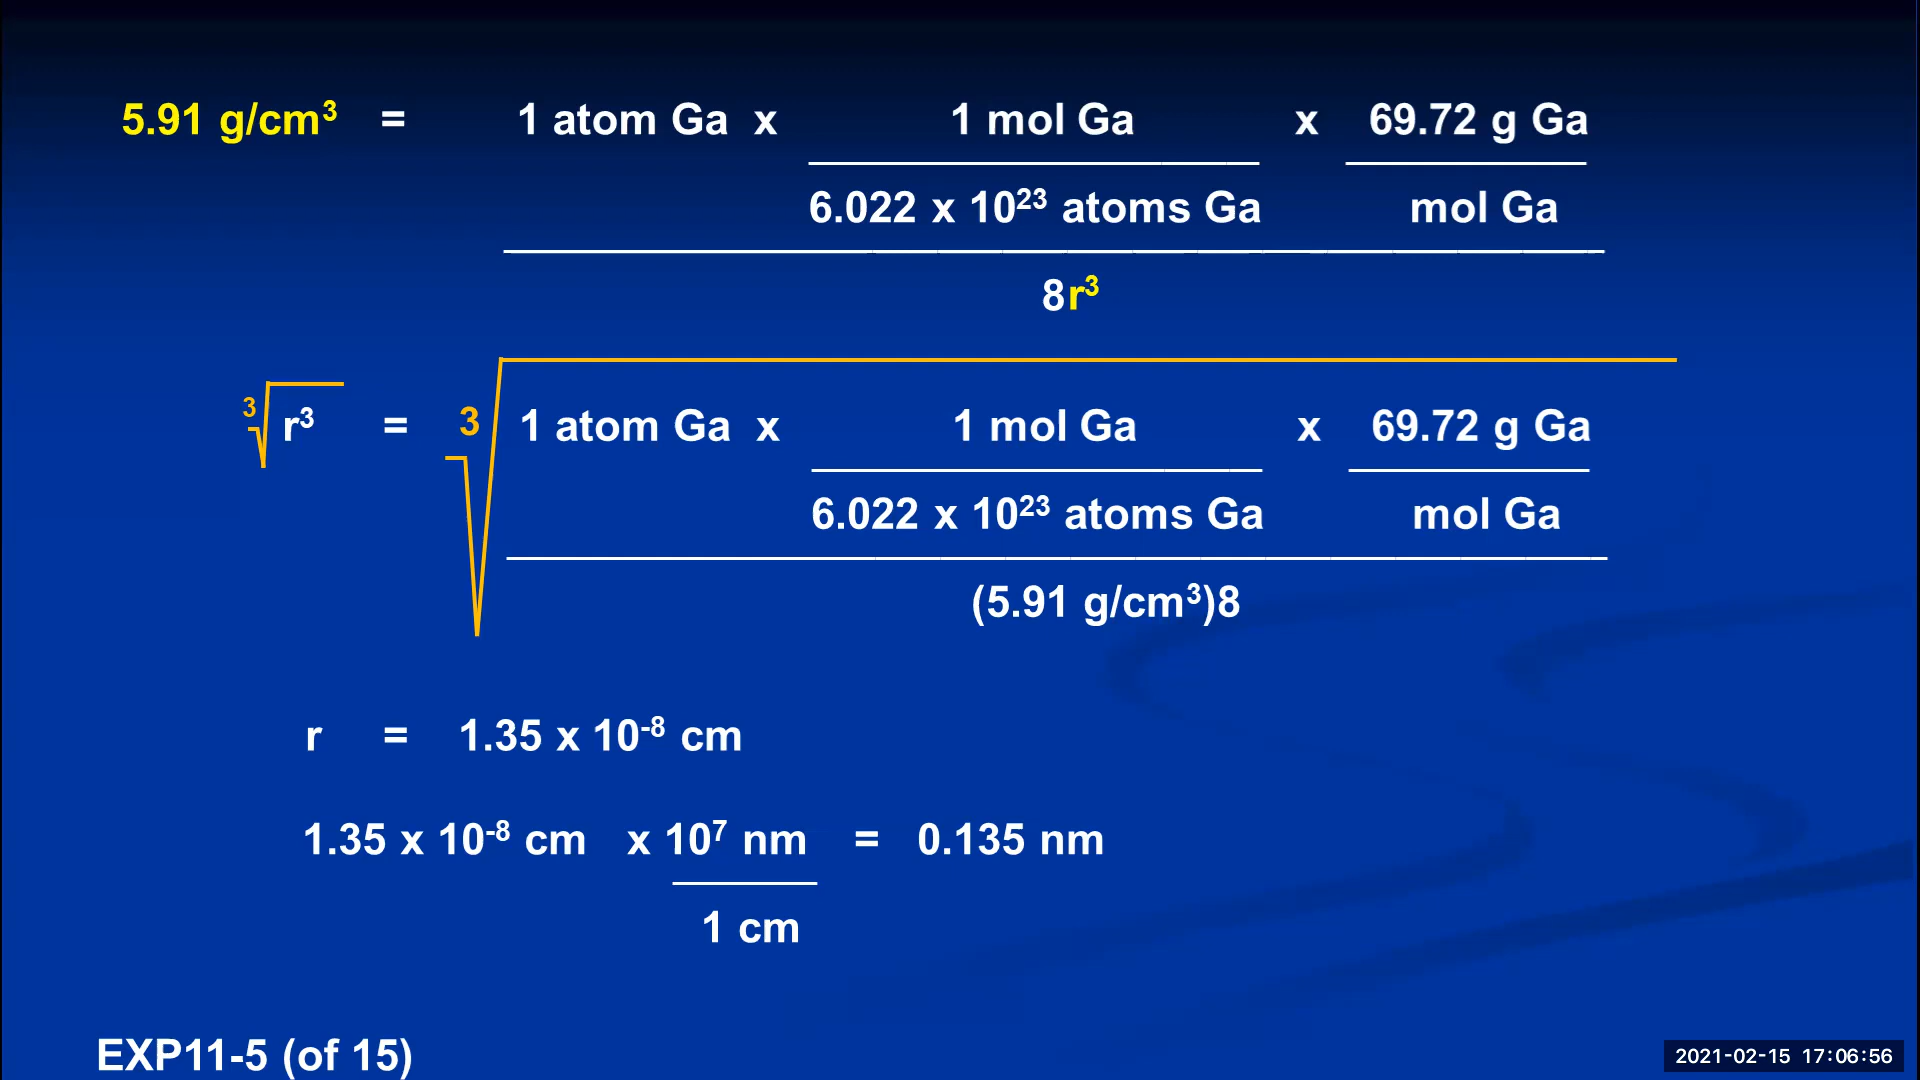 5.91 g/cm³ = 1 atom Ga x 1 mol Ga x 69.72 g Ga
6.022 x 10²³ atoms Ga mol Ga
8r³
³√r³ = ³√ 1 atom Ga x 1 mol Ga x 69.72 g Ga
6.022 x 10²³ atoms Ga mol Ga
(5.91 g/cm³)8
r = 1.35 x 10⁻⁸ cm
1.35 x 10⁻⁸ cm x 10⁷ nm = 0.135 nm
1 cm
EXP11-5 (of 15)
2021-02-15 17:06:56